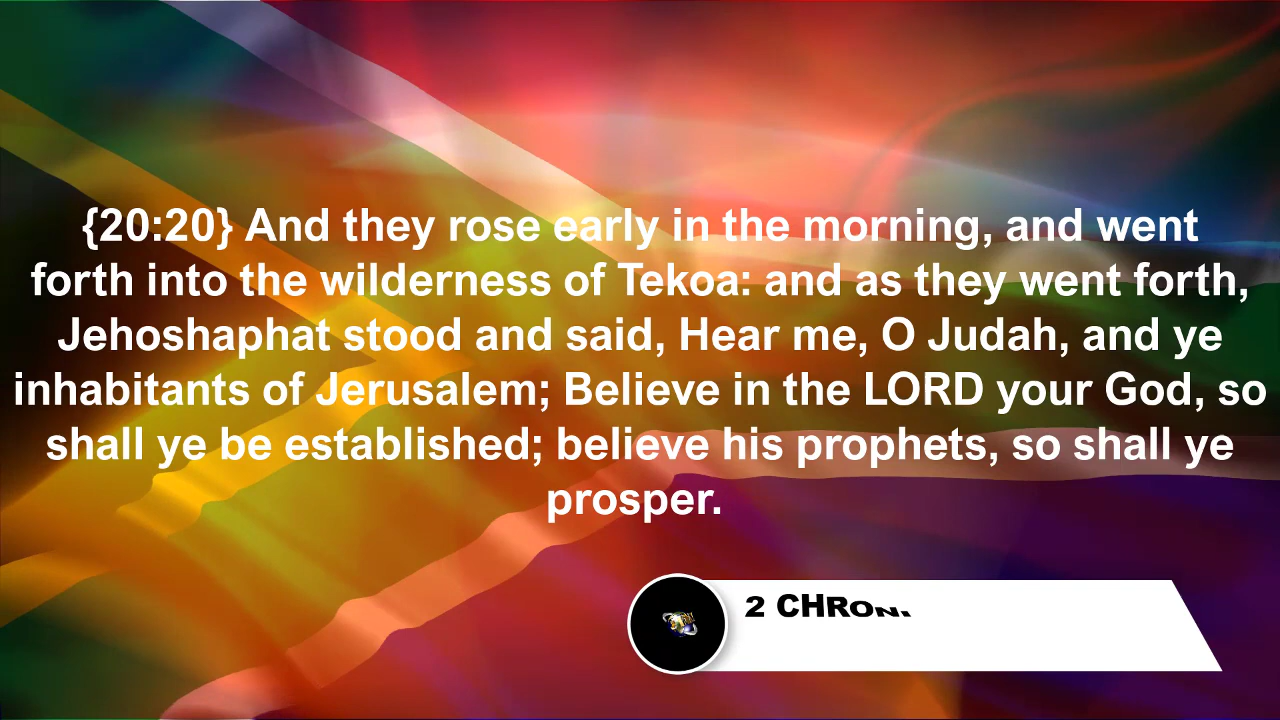 {20:20} And they rose early in the morning, and went
forth into the wilderness of Tekoa: and as they went forth,
Jehoshaphat stood and said, Hear me, O Judah, and ye
inhabitants of Jerusalem; Believe in the LORD your God, so
shall ye be established; believe his prophets, so shall ye
prosper.
2 CHRON.